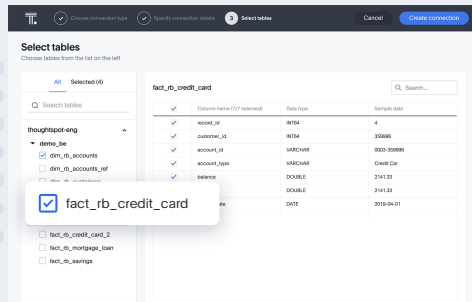 Choose connection type
Specify connection details
3 Select tables
Cancel
Create connection
Select tables
Choose tables from the list on the left
All
Selected (4)
Search tables
thoughtspot-eng
demo_be
dim_rb_accounts
dim_rb_accounts_ref
dim_rb_customers
fact_rb_credit_card
fact_rb_credit_card_2
fact_rb_mortgage_loan
fact_rb_savings
fact_rb_credit_card
Search...
Column name (7/7 selected) Data type Sample data
record_id INT64 4
customer_id INT64 359996
account_id VARCHAR 0003-359996
account_type VARCHAR Credit Car
balance DOUBLE 2141.33
DOUBLE 2141.33
DATE 2019-04-01